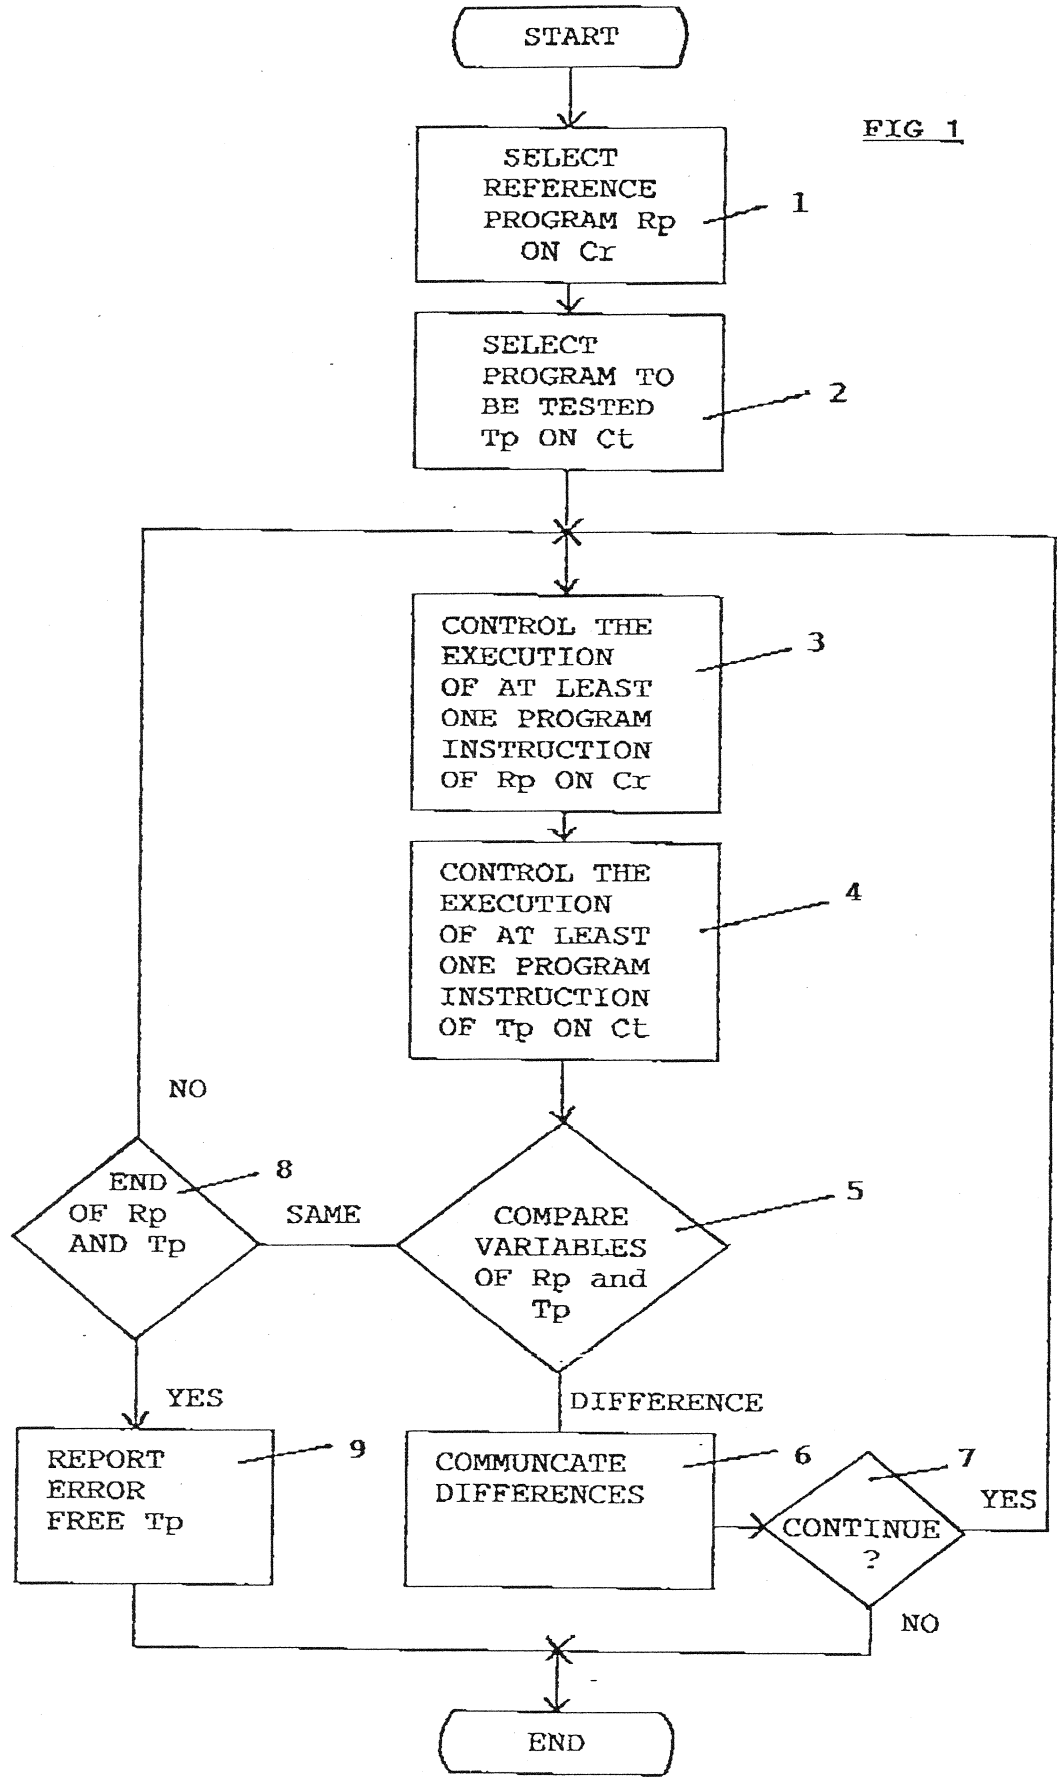 START
FIG 1
SELECT
REFERENCE
PROGRAM Rp
ON Cr
1
SELECT
PROGRAM TO
BE TESTED
Tp ON Ct
2
CONTROL THE
EXECUTION
OF AT LEAST
ONE PROGRAM
INSTRUCTION
OF Rp ON Cr
3
CONTROL THE
EXECUTION
OF AT LEAST
ONE PROGRAM
INSTRUCTION
OF Tp ON Ct
4
NO
END
OF Rp
AND Tp
8
SAME
COMPARE
VARIABLES
OF Rp and
Tp
5
YES
DIFFERENCE
REPORT
ERROR
FREE Tp
9
COMMUNCATE
DIFFERENCES
6
CONTINUE
?
7
YES
NO
END